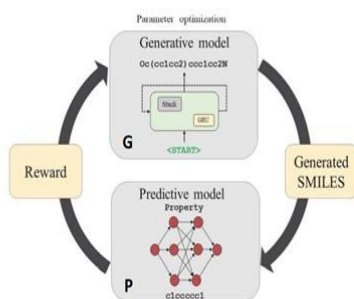 Parameter optimization
Generative model
Oc(cc1cc2)ccc1cc2N
Stack
GRU
G
<START>
Reward
Generated
SMILES
Predictive model
Property
P
c1ccccc1